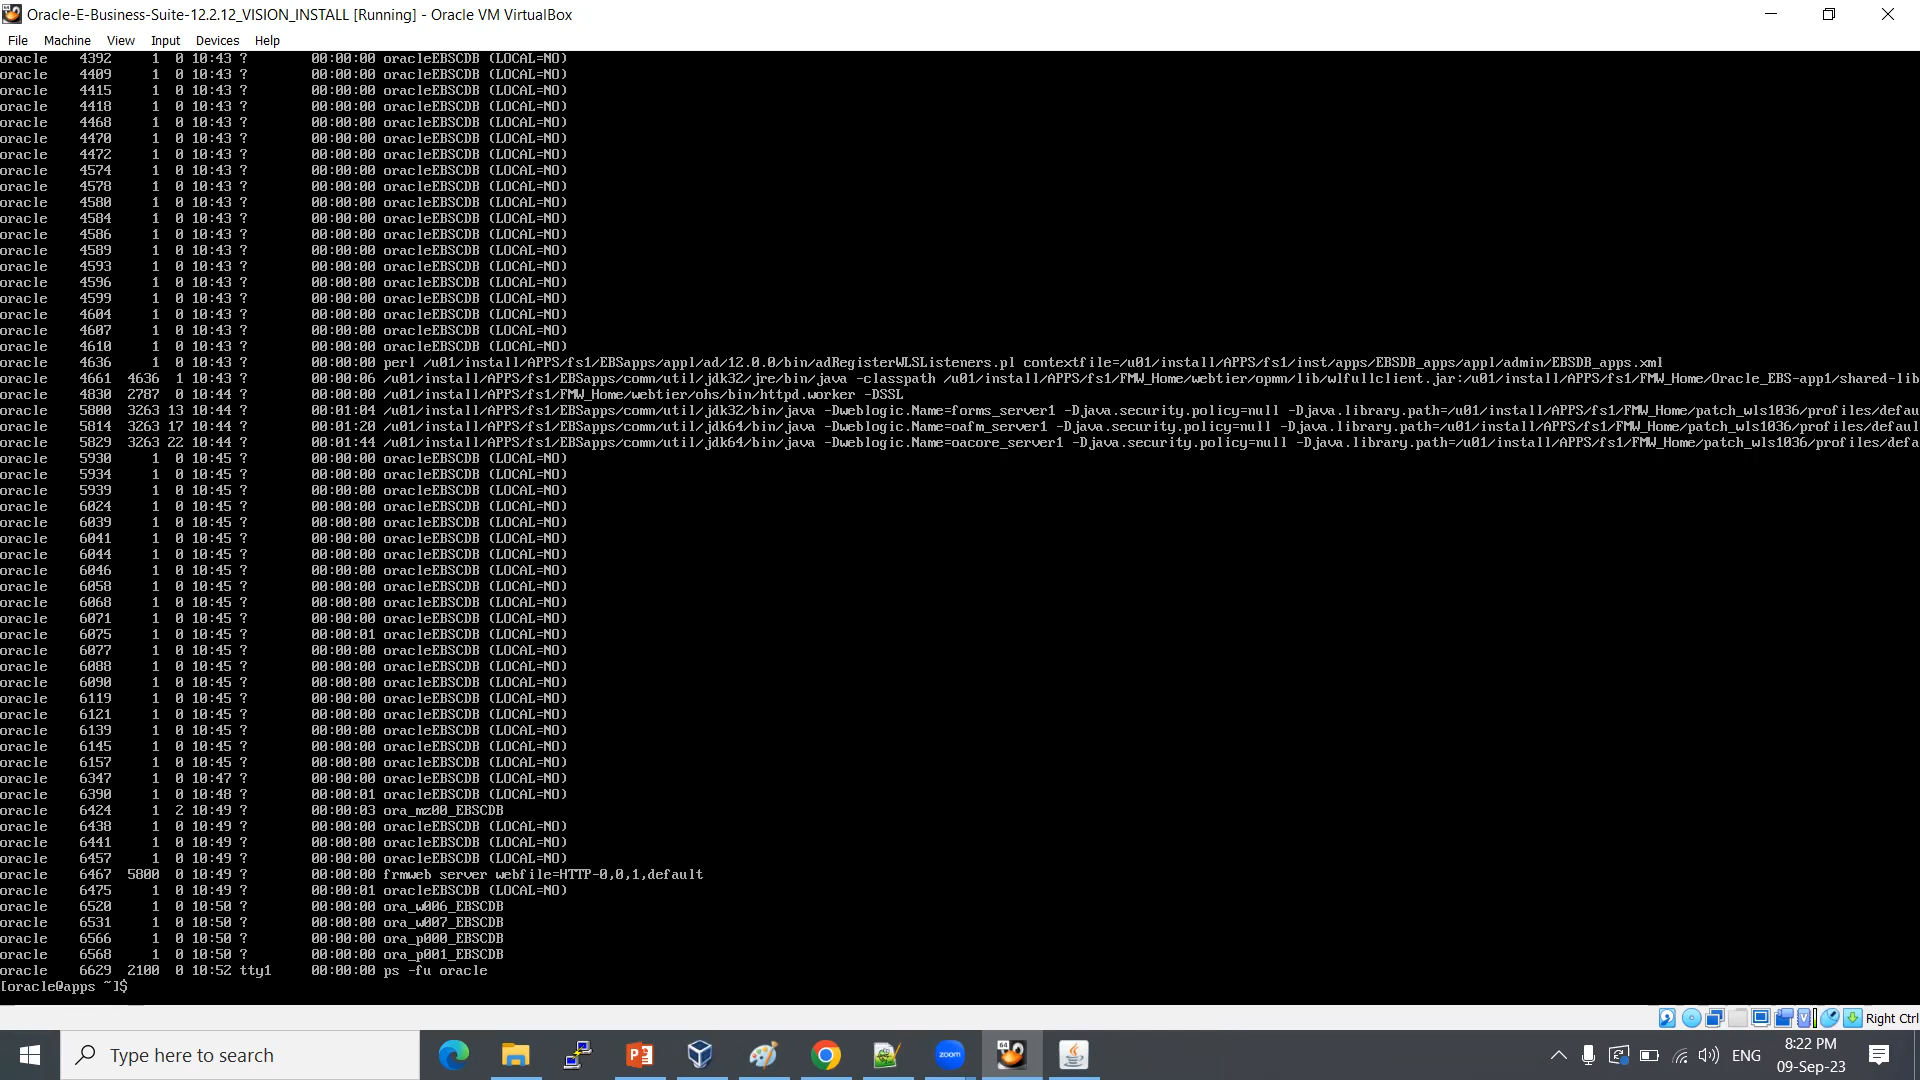 Oracle-E-Business-Suite-12.2.12_VISION_INSTALL [Running] - Oracle VM VirtualBox
File Machine View Input Devices Help
oracle 4392 1 0 10:43 ? 00:00:00 oracleEBSCDB (LOCAL=NO)
oracle 4409 1 0 10:43 ? 00:00:00 oracleEBSCDB (LOCAL=NO)
oracle 4415 1 0 10:43 ? 00:00:00 oracleEBSCDB (LOCAL=NO)
oracle 4418 1 0 10:43 ? 00:00:00 oracleEBSCDB (LOCAL=NO)
oracle 4468 1 0 10:43 ? 00:00:00 oracleEBSCDB (LOCAL=NO)
oracle 4470 1 0 10:43 ? 00:00:00 oracleEBSCDB (LOCAL=NO)
oracle 4472 1 0 10:43 ? 00:00:00 oracleEBSCDB (LOCAL=NO)
oracle 4574 1 0 10:43 ? 00:00:00 oracleEBSCDB (LOCAL=NO)
oracle 4578 1 0 10:43 ? 00:00:00 oracleEBSCDB (LOCAL=NO)
oracle 4580 1 0 10:43 ? 00:00:00 oracleEBSCDB (LOCAL=NO)
oracle 4584 1 0 10:43 ? 00:00:00 oracleEBSCDB (LOCAL=NO)
oracle 4586 1 0 10:43 ? 00:00:00 oracleEBSCDB (LOCAL=NO)
oracle 4589 1 0 10:43 ? 00:00:00 oracleEBSCDB (LOCAL=NO)
oracle 4593 1 0 10:43 ? 00:00:00 oracleEBSCDB (LOCAL=NO)
oracle 4596 1 0 10:43 ? 00:00:00 oracleEBSCDB (LOCAL=NO)
oracle 4599 1 0 10:43 ? 00:00:00 oracleEBSCDB (LOCAL=NO)
oracle 4604 1 0 10:43 ? 00:00:00 oracleEBSCDB (LOCAL=NO)
oracle 4607 1 0 10:43 ? 00:00:00 oracleEBSCDB (LOCAL=NO)
oracle 4610 1 0 10:43 ? 00:00:00 oracleEBSCDB (LOCAL=NO)
oracle 4636 1 0 10:43 ? 00:00:00 perl /u01/install/APPS/fs1/EBSapps/appl/ad/12.0.0/bin/adRegisterWLSListeners.pl contextfile=/u01/install/APPS/fs1/inst/apps/EBSDB_apps/appl/admin/EBSDB_apps.xml
oracle 4661 4636 1 10:43 ? 00:00:06 /u01/install/APPS/fs1/EBSapps/comn/util/jdk32/jre/bin/java -classpath /u01/install/APPS/fs1/FMW_Home/webtier/opmn/lib/wlfullclient.jar:/u01/install/APPS/fs1/FMW_Home/Oracle_EBS-app1/shared-lib
oracle 4830 2787 0 10:44 ? 00:00:00 /u01/install/APPS/fs1/FMW_Home/webtier/ohs/bin/httpd.worker -DSSL
oracle 5800 3263 13 10:44 ? 00:01:04 /u01/install/APPS/fs1/EBSapps/comn/util/jdk32/bin/java -Dweblogic.Name=forms_server1 -Djava.security.policy=null -Djava.library.path=/u01/install/APPS/fs1/FMW_Home/patch_wls1036/profiles/defau
oracle 5814 3263 17 10:44 ? 00:01:20 /u01/install/APPS/fs1/EBSapps/comn/util/jdk64/bin/java -Dweblogic.Name=oafm_server1 -Djava.security.policy=null -Djava.library.path=/u01/install/APPS/fs1/FMW_Home/patch_wls1036/profiles/defaul
oracle 5829 3263 22 10:44 ? 00:01:44 /u01/install/APPS/fs1/EBSapps/comn/util/jdk64/bin/java -Dweblogic.Name=oacore_server1 -Djava.security.policy=null -Djava.library.path=/u01/install/APPS/fs1/FMW_Home/patch_wls1036/profiles/defa
oracle 5930 1 0 10:45 ? 00:00:00 oracleEBSCDB (LOCAL=NO)
oracle 5934 1 0 10:45 ? 00:00:00 oracleEBSCDB (LOCAL=NO)
oracle 5939 1 0 10:45 ? 00:00:00 oracleEBSCDB (LOCAL=NO)
oracle 6024 1 0 10:45 ? 00:00:00 oracleEBSCDB (LOCAL=NO)
oracle 6039 1 0 10:45 ? 00:00:00 oracleEBSCDB (LOCAL=NO)
oracle 6041 1 0 10:45 ? 00:00:00 oracleEBSCDB (LOCAL=NO)
oracle 6044 1 0 10:45 ? 00:00:00 oracleEBSCDB (LOCAL=NO)
oracle 6046 1 0 10:45 ? 00:00:00 oracleEBSCDB (LOCAL=NO)
oracle 6058 1 0 10:45 ? 00:00:00 oracleEBSCDB (LOCAL=NO)
oracle 6068 1 0 10:45 ? 00:00:00 oracleEBSCDB (LOCAL=NO)
oracle 6071 1 0 10:45 ? 00:00:00 oracleEBSCDB (LOCAL=NO)
oracle 6075 1 0 10:45 ? 00:00:01 oracleEBSCDB (LOCAL=NO)
oracle 6077 1 0 10:45 ? 00:00:00 oracleEBSCDB (LOCAL=NO)
oracle 6088 1 0 10:45 ? 00:00:00 oracleEBSCDB (LOCAL=NO)
oracle 6090 1 0 10:45 ? 00:00:00 oracleEBSCDB (LOCAL=NO)
oracle 6119 1 0 10:45 ? 00:00:00 oracleEBSCDB (LOCAL=NO)
oracle 6121 1 0 10:45 ? 00:00:00 oracleEBSCDB (LOCAL=NO)
oracle 6139 1 0 10:45 ? 00:00:00 oracleEBSCDB (LOCAL=NO)
oracle 6145 1 0 10:45 ? 00:00:00 oracleEBSCDB (LOCAL=NO)
oracle 6157 1 0 10:45 ? 00:00:00 oracleEBSCDB (LOCAL=NO)
oracle 6347 1 0 10:47 ? 00:00:00 oracleEBSCDB (LOCAL=NO)
oracle 6390 1 0 10:48 ? 00:00:01 oracleEBSCDB (LOCAL=NO)
oracle 6424 1 2 10:49 ? 00:00:03 ora_mz00_EBSCDB
oracle 6438 1 0 10:49 ? 00:00:00 oracleEBSCDB (LOCAL=NO)
oracle 6441 1 0 10:49 ? 00:00:00 oracleEBSCDB (LOCAL=NO)
oracle 6457 1 0 10:49 ? 00:00:00 oracleEBSCDB (LOCAL=NO)
oracle 6467 5800 0 10:49 ? 00:00:00 frmweb server webfile=HTTP-0,0,1,default
oracle 6475 1 0 10:49 ? 00:00:01 oracleEBSCDB (LOCAL=NO)
oracle 6520 1 0 10:50 ? 00:00:00 ora_w006_EBSCDB
oracle 6531 1 0 10:50 ? 00:00:00 ora_w007_EBSCDB
oracle 6566 1 0 10:50 ? 00:00:00 ora_p000_EBSCDB
oracle 6568 1 0 10:50 ? 00:00:00 ora_p001_EBSCDB
oracle 6629 2100 0 10:52 tty1 00:00:00 ps -fu oracle
[oracle@apps ~]$
Right Ctrl
Type here to search
zoom
ENG
8:22 PM
09-Sep-23